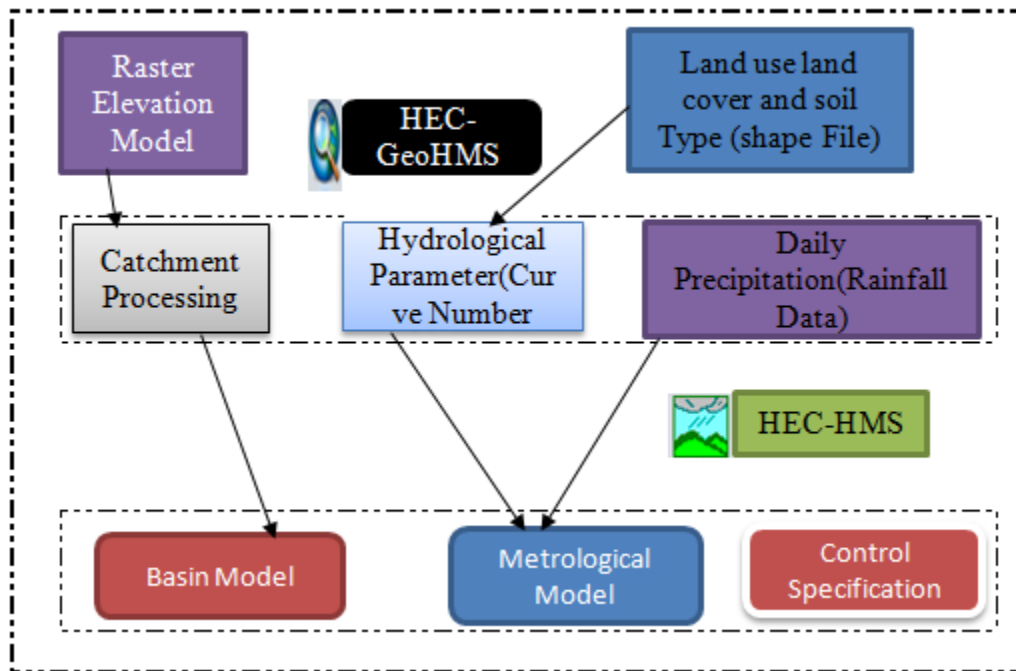 Raster
Elevation
Model
HEC-
GeoHMS
Land use land
cover and soil
Type (shape File)
Catchment
Processing
Hydrological
Parameter(Cur
ve Number
Daily
Precipitation(Rainfall
Data)
HEC-HMS
Basin Model
Metrological
Model
Control
Specification